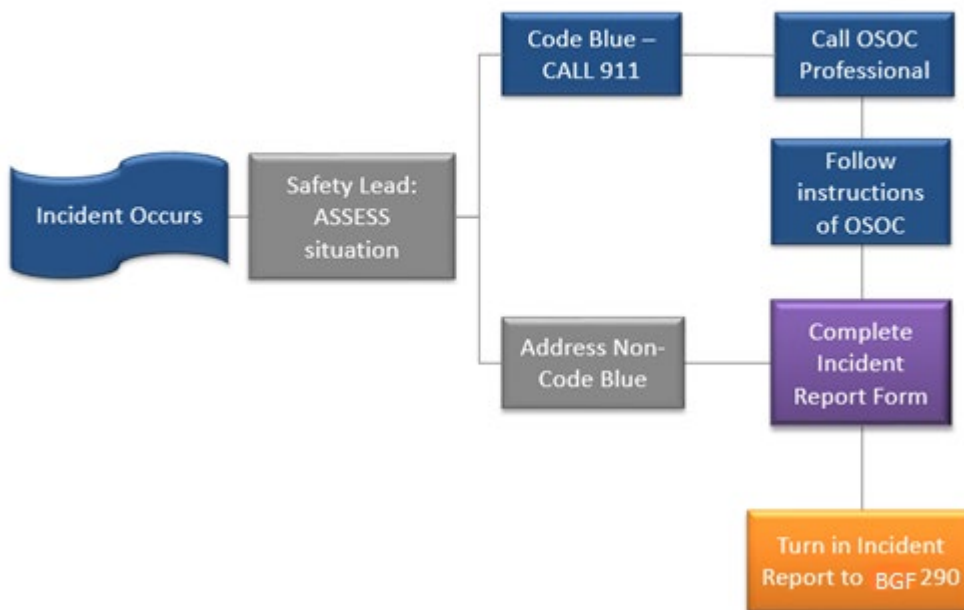 Incident Occurs
Safety Lead:
ASSESS
situation
Code Blue –
CALL 911
Call OSOC
Professional
Follow
instructions
of OSOC
Address Non-
Code Blue
Complete
Incident
Report Form
Turn in Incident
Report to BGF 290